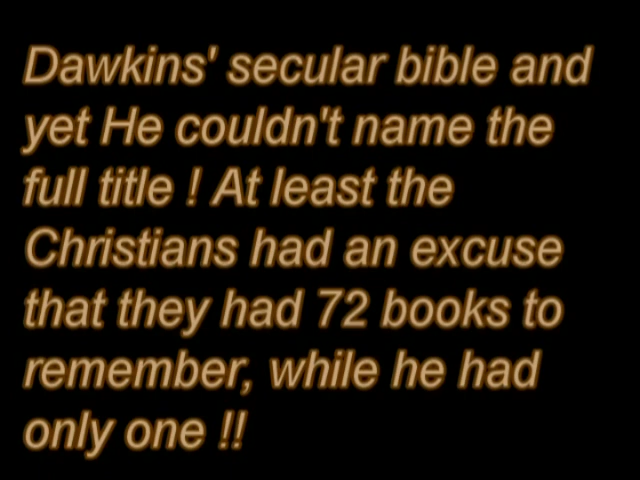 Dawkins' secular bible and
yet He couldn't name the
full title ! At least the
Christians had an excuse
that they had 72 books to
remember, while he had
only one !!